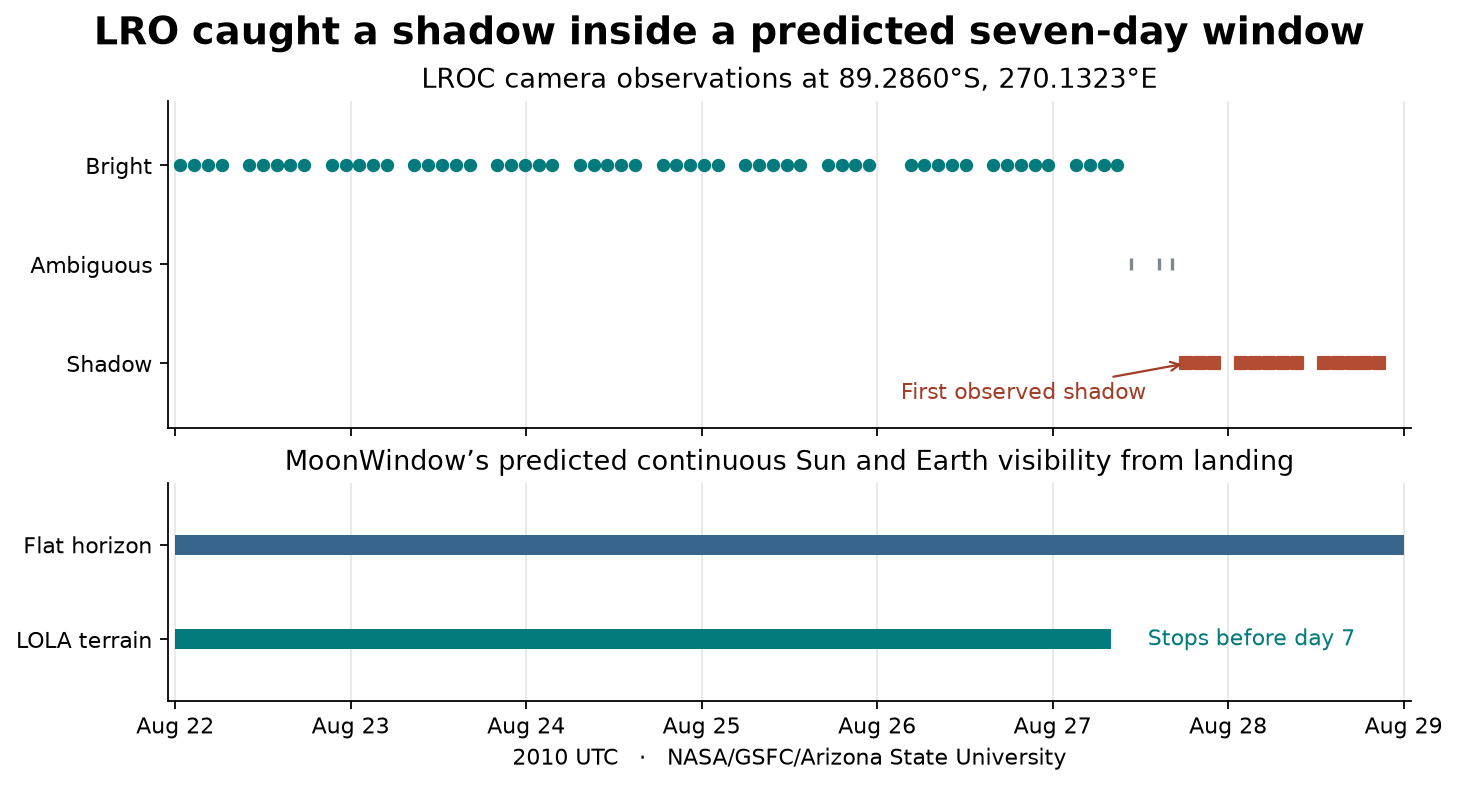 LRO caught a shadow inside a predicted seven-day window
LROC camera observations at 89.2860°S, 270.1323°E
Bright
Ambiguous
Shadow
First observed shadow
MoonWindow’s predicted continuous Sun and Earth visibility from landing
Flat horizon
LOLA terrain
Stops before day 7
Aug 22 Aug 23 Aug 24 Aug 25 Aug 26 Aug 27 Aug 28 Aug 29
2010 UTC · NASA/GSFC/Arizona State University